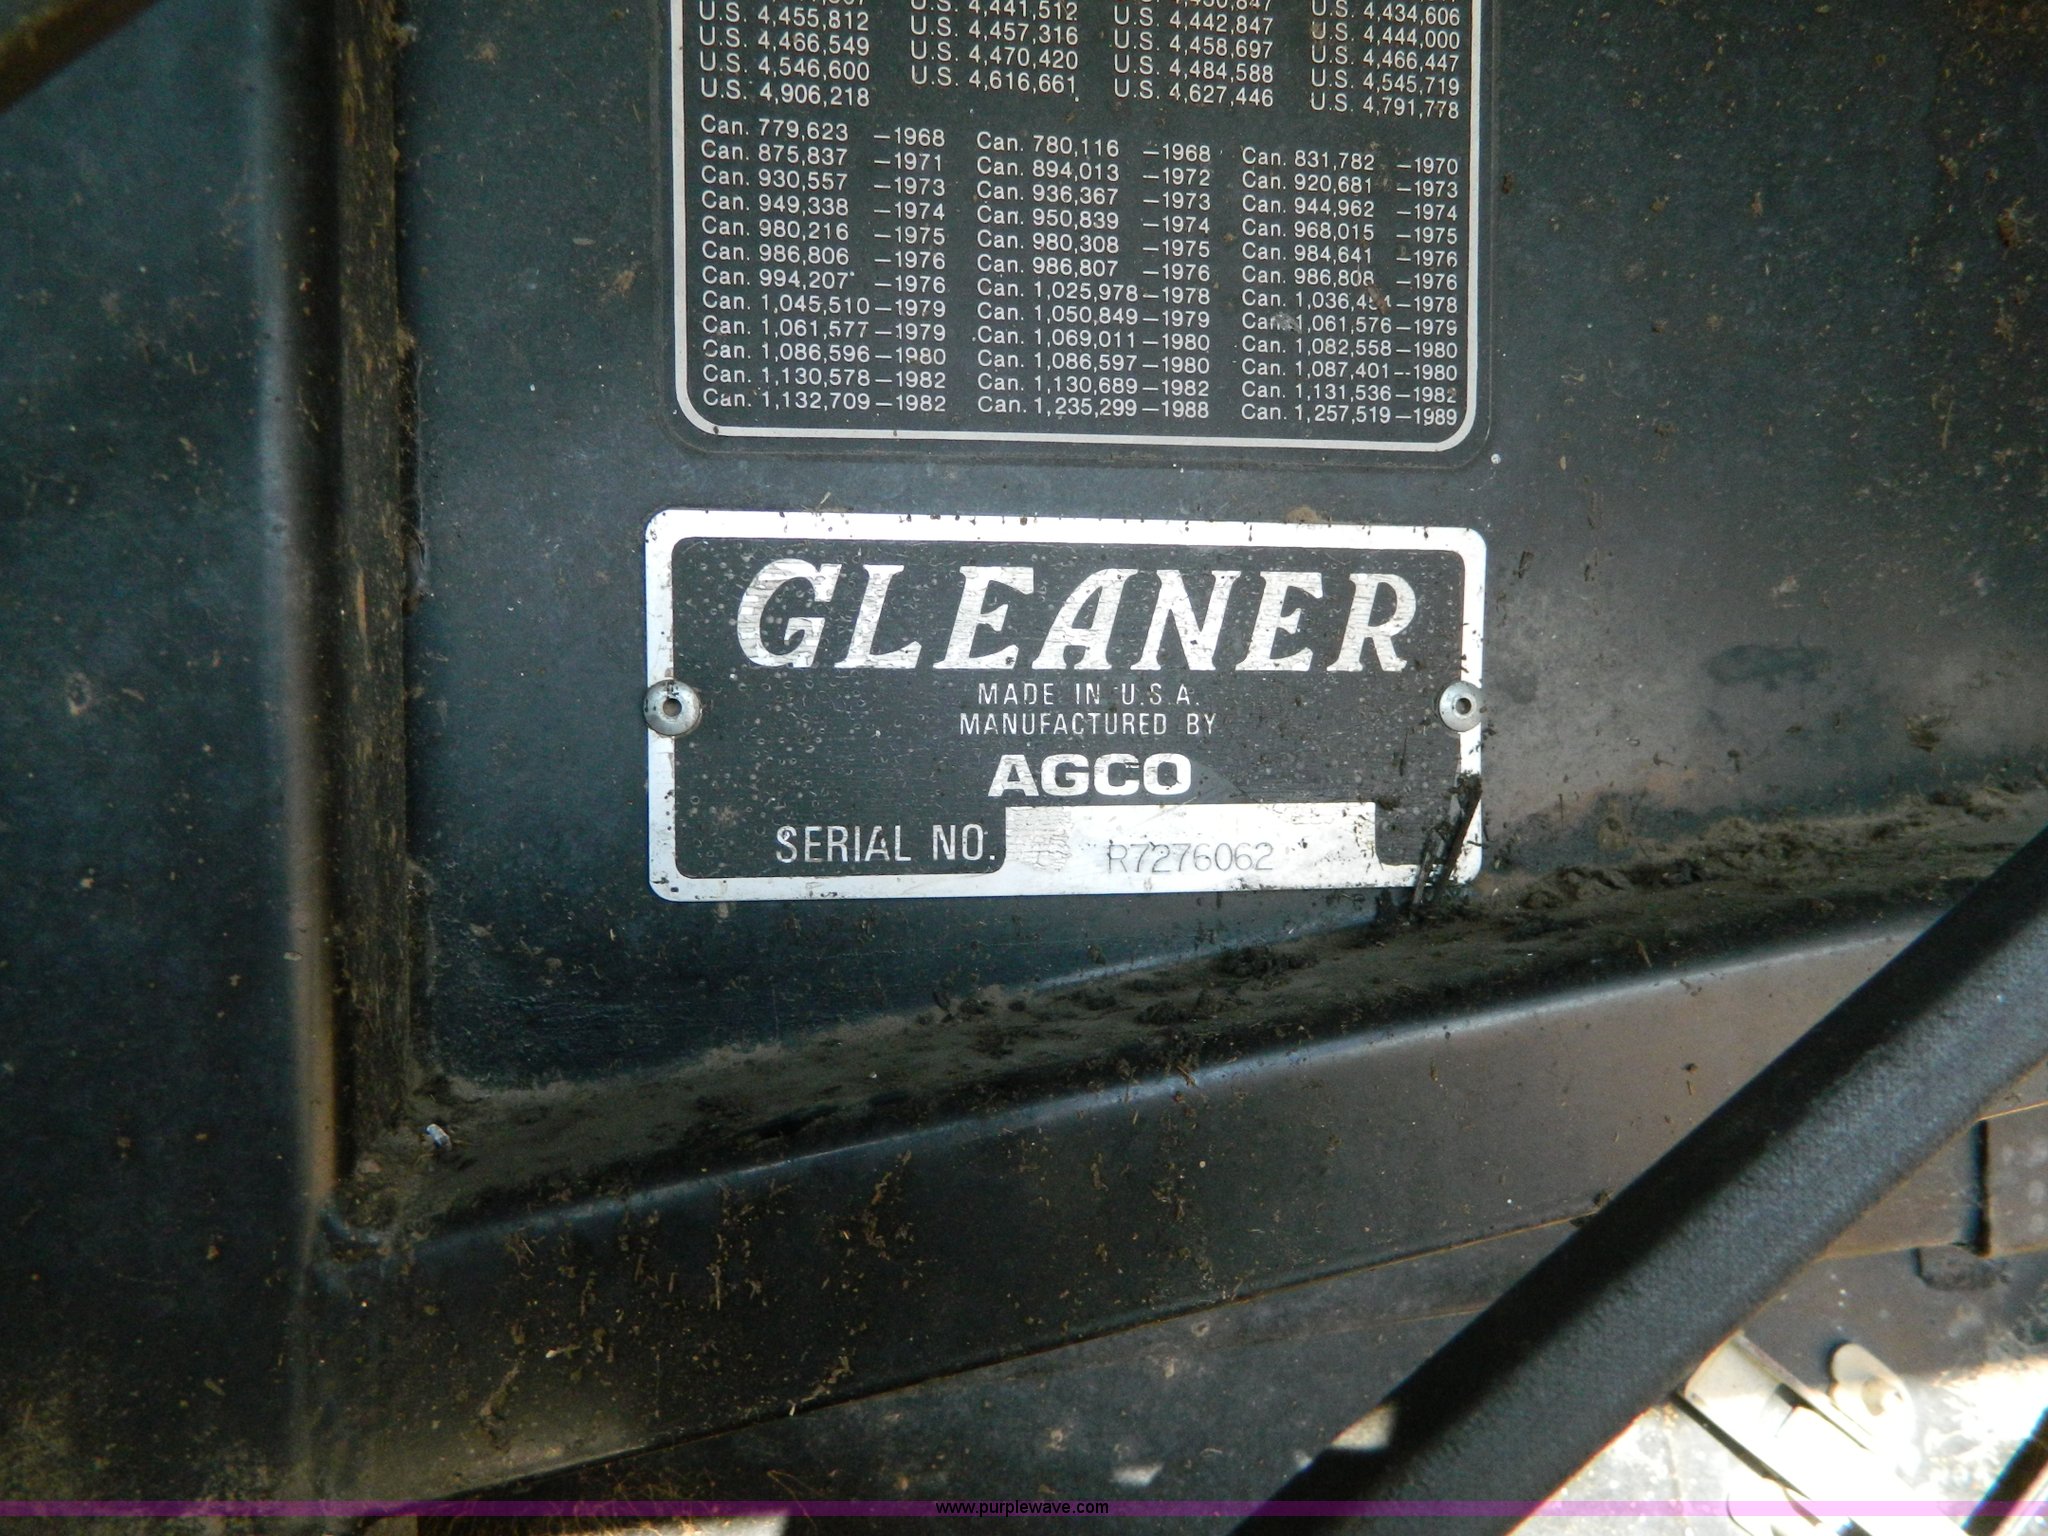 U.S. 4,441,512
U.S. 4,442,847
U.S. 4,434,606
U.S. 4,455,812 U.S. 4,457,316 U.S. 4,458,697 U.S. 4,444,000
U.S. 4,466,549 U.S. 4,470,420 U.S. 4,484,588 U.S. 4,466,447
U.S. 4,546,600 U.S. 4,616,661 U.S. 4,627,446 U.S. 4,545,719
U.S. 4,906,218 U.S. 4,791,778
Can. 779,623 –1968 Can. 780,116 –1968 Can. 831,782 –1970
Can. 875,837 –1971 Can. 894,013 –1972 Can. 920,681 –1973
Can. 930,557 –1973 Can. 936,367 –1973 Can. 944,962 –1974
Can. 949,338 –1974 Can. 950,839 –1974 Can. 968,015 –1975
Can. 980,216 –1975 Can. 980,308 –1975 Can. 984,641 –1976
Can. 986,806 –1976 Can. 986,807 –1976 Can. 986,808 –1976
Can. 994,207 –1976 Can. 1,025,978–1978 Can. –1978
Can. 1,045,510–1979 Can. 1,050,849–1979 Can. 1,061,576–1979
Can. 1,061,577–1979 Can. 1,069,011–1980 Can. 1,082,558–1980
Can. 1,086,596–1980 Can. 1,086,597–1980 Can. 1,087,401–1980
Can. 1,130,578–1982 Can. 1,130,689–1982 Can. 1,131,536–1982
Can. 1,132,709–1982 Can. 1,235,299–1988 Can. 1,257,519–1989
GLEANER
MADE IN U.S.A.
MANUFACTURED BY
AGCO
SERIAL NO. R7276062
www.purplewave.com